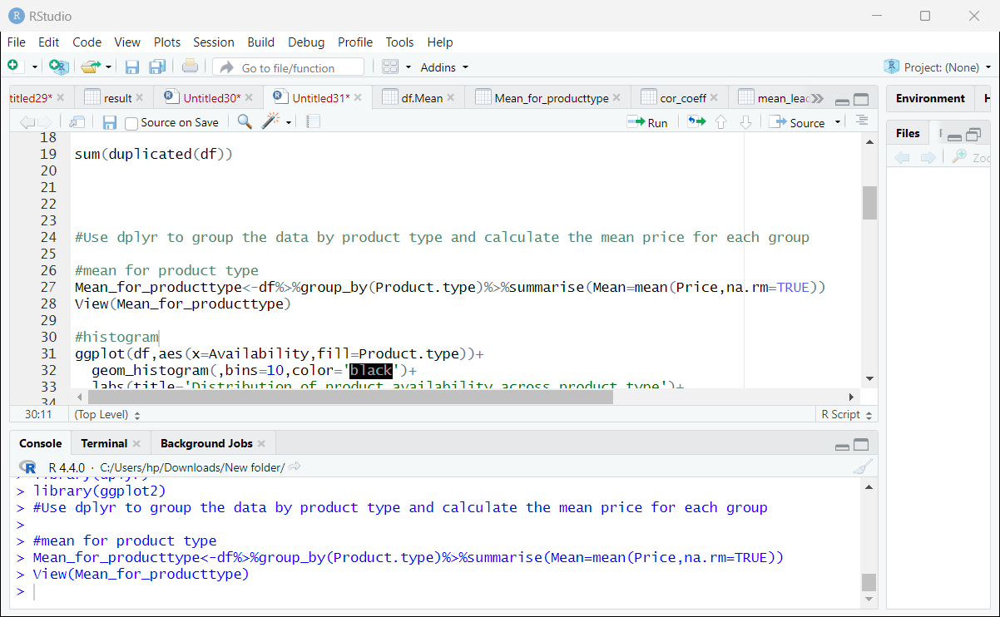 RStudio
File Edit Code View Plots Session Build Debug Profile Tools Help
Go to file/function Addins Project: (None)
titled29* result Untitled30* Untitled31* df.Mean Mean_for_producttype cor_coeff mean_lead
Source on Save Run Source
18
19 sum(duplicated(df))
20
21
22
23
24 #Use dplyr to group the data by product type and calculate the mean price for each group
25
26 #mean for product type
27 Mean_for_producttype<-df%>%group_by(Product.type)%>%summarise(Mean=mean(Price,na.rm=TRUE))
28 View(Mean_for_producttype)
29
30 #histogram
31 ggplot(df,aes(x=Availability,fill=Product.type))+
32 geom_histogram(,bins=10,color='black')+
33 labs(title='Distribution of product availability across product type')+
34
30:11 (Top Level) R Script
Console Terminal Background Jobs
R R 4.4.0 · C:/Users/hp/Downloads/New folder/
> library(dplyr)
> library(ggplot2)
> #Use dplyr to group the data by product type and calculate the mean price for each group
>
> #mean for product type
> Mean_for_producttype<-df%>%group_by(Product.type)%>%summarise(Mean=mean(Price,na.rm=TRUE))
> View(Mean_for_producttype)
>
Environment H
Files
Zoo